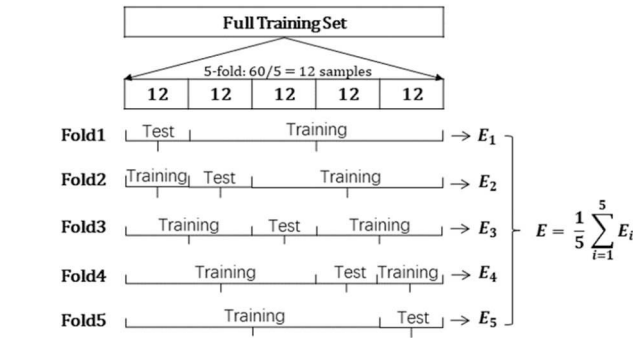 Full Training Set
5-fold: 60/5 = 12 samples
12 12 12 12 12
Fold1 Test Training → E₁
Fold2 Training Test Training → E₂
Fold3 Training Test Training → E₃
E = 1/5 ∑_{i=1}^{5} Eᵢ
Fold4 Training Test Training → E₄
Fold5 Training Test → E₅